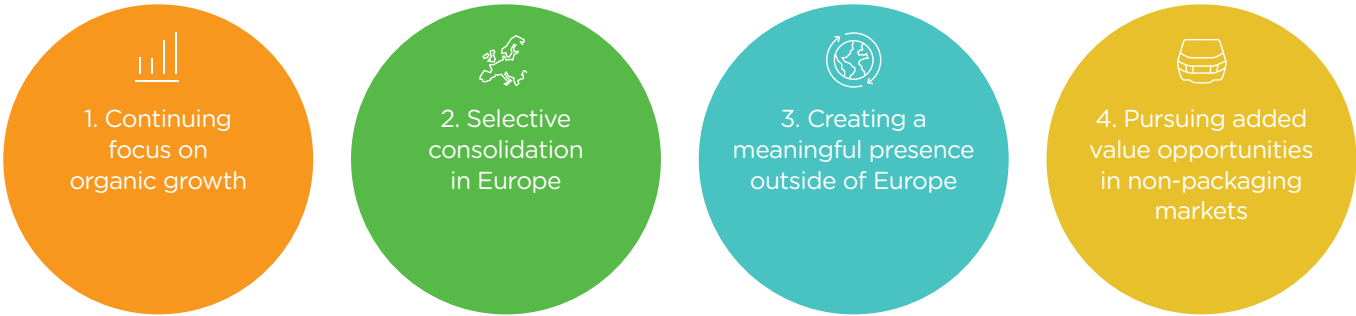 1. Continuing
focus on
organic growth
2. Selective
consolidation
in Europe
3. Creating a
meaningful presence
outside of Europe
4. Pursuing added
value opportunities
in non-packaging
markets